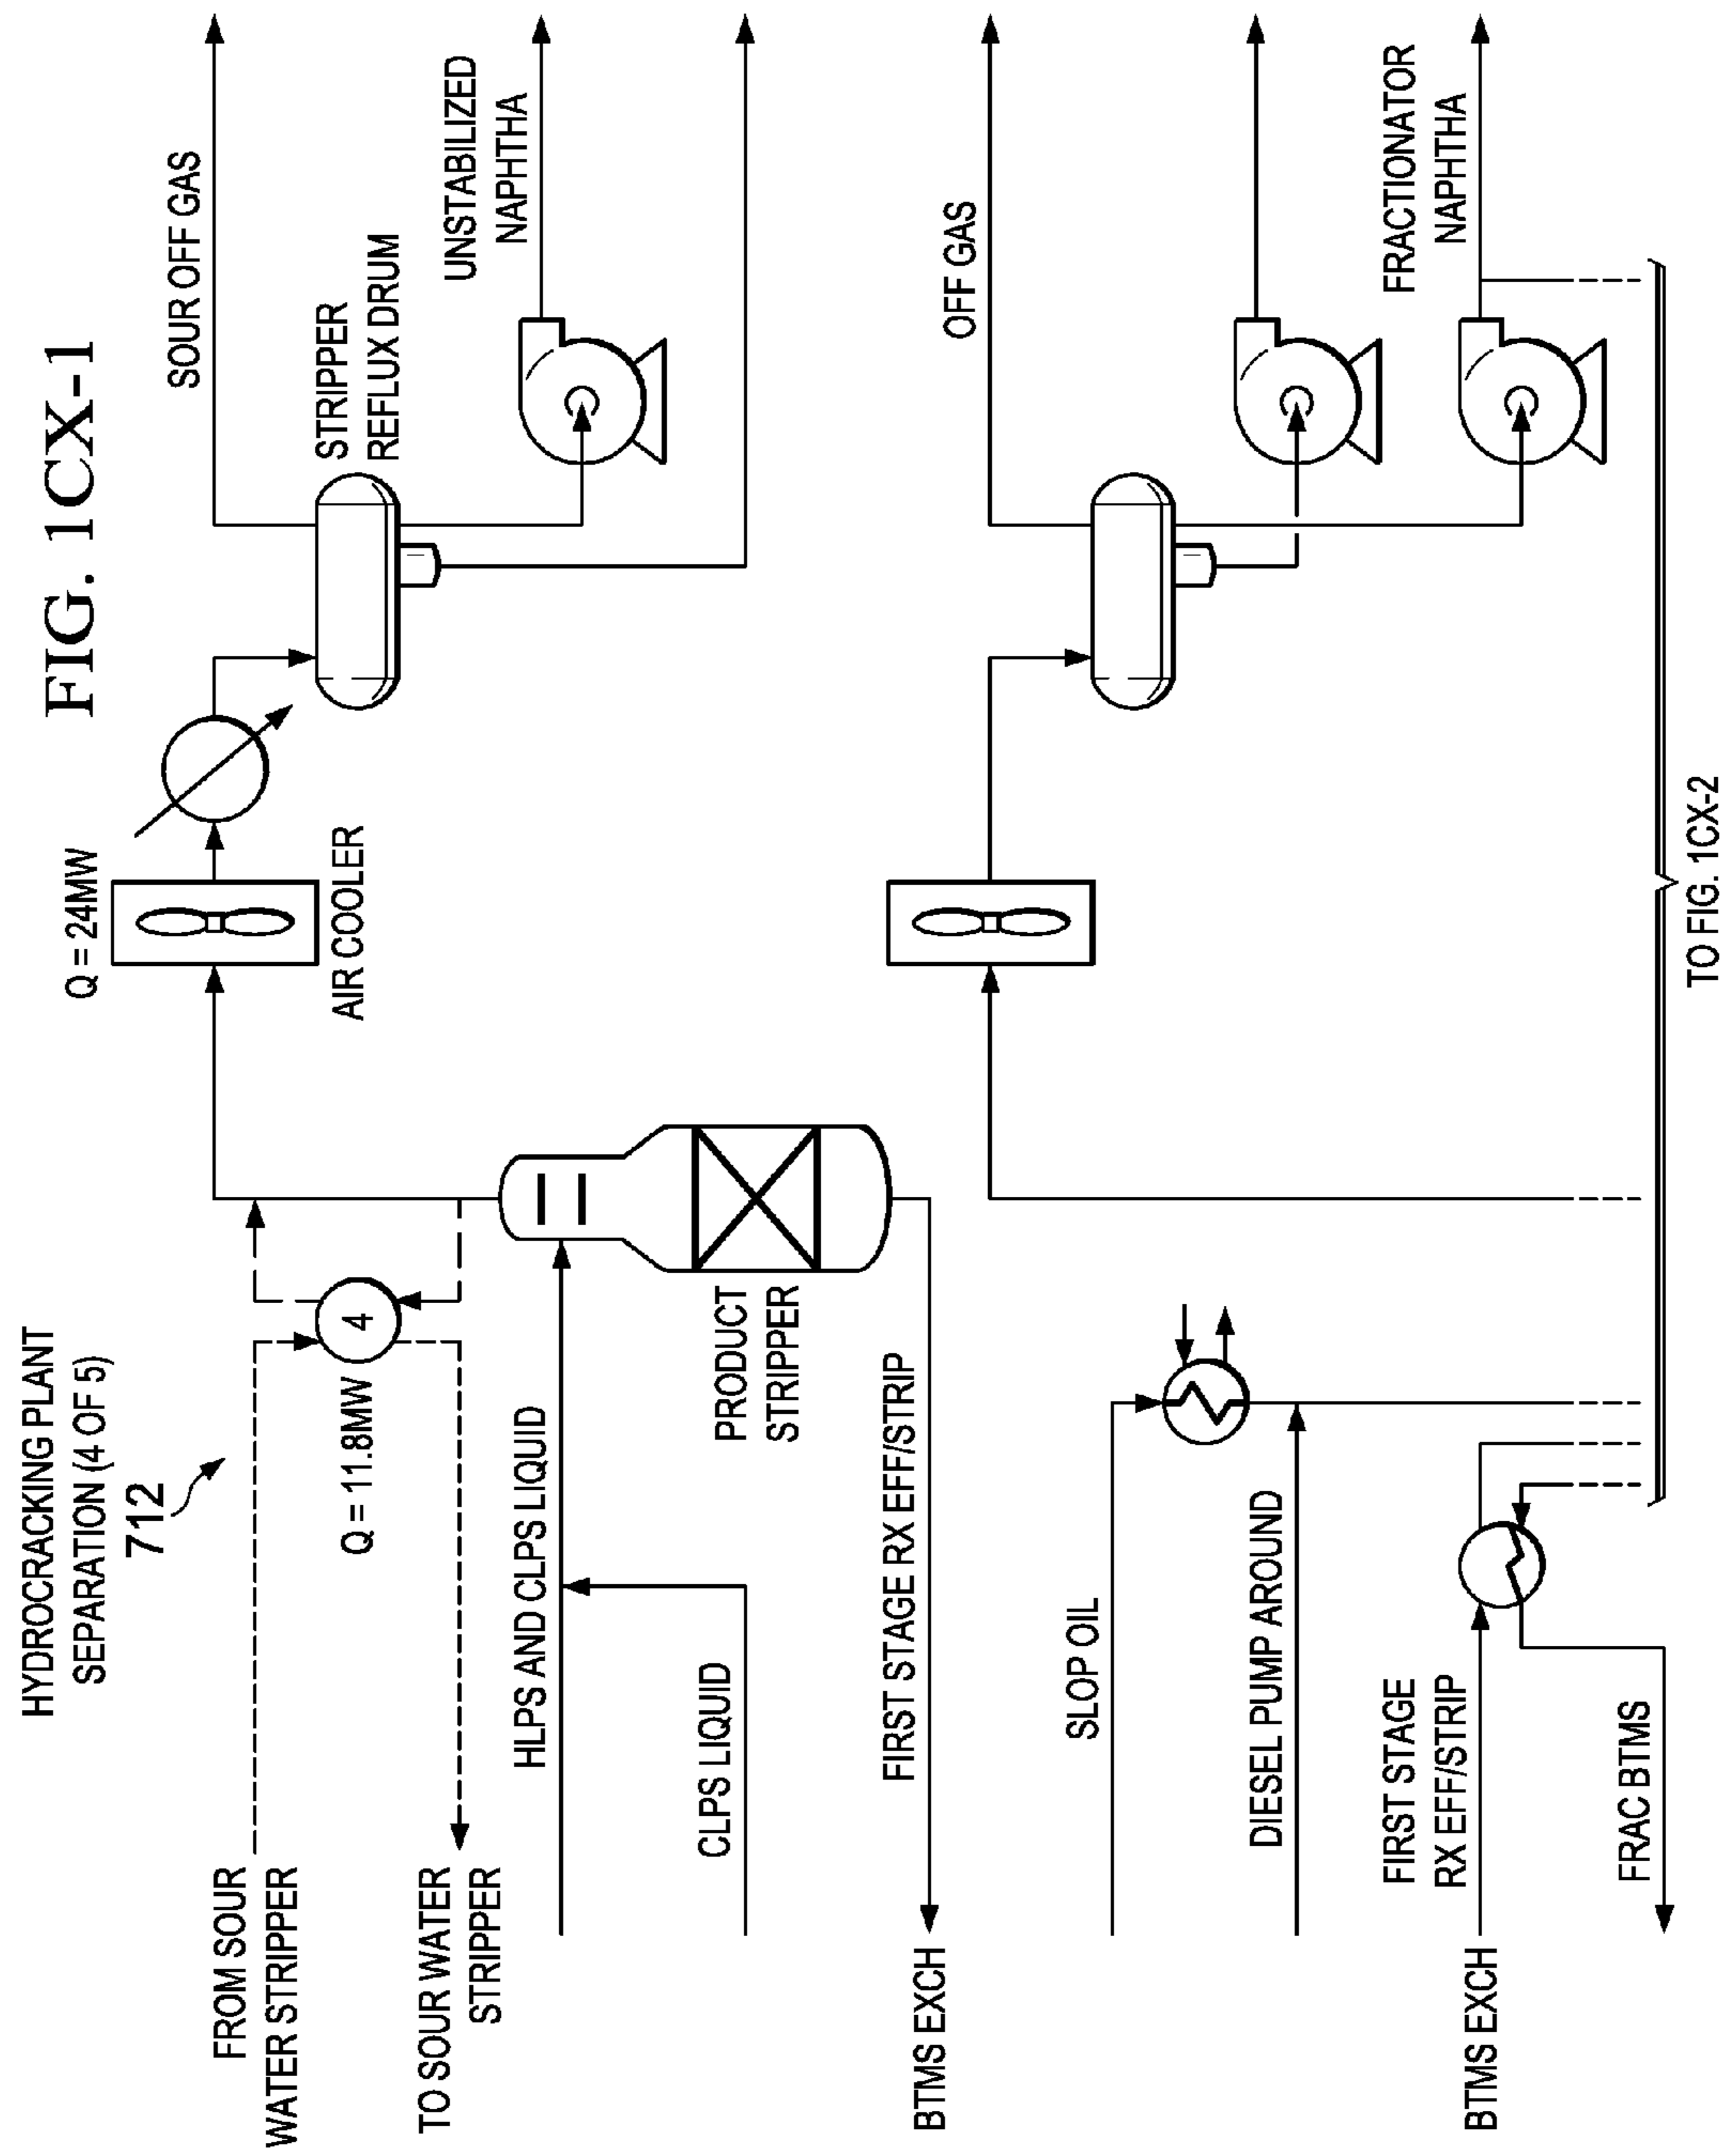 FIG. 1CX-1
HYDROCRACKING PLANT
SEPARATION (4 OF 5)
712
FROM SOUR
WATER STRIPPER
TO SOUR WATER
STRIPPER
Q = 11.8MW
4
Q = 24MW
AIR COOLER
SOUR OFF GAS
STRIPPER
REFLUX DRUM
UNSTABILIZED
NAPHTHA
HLPS AND CLPS LIQUID
CLPS LIQUID
PRODUCT
STRIPPER
FIRST STAGE RX EFF/STRIP
BTMS EXCH
SLOP OIL
DIESEL PUMP AROUND
OFF GAS
FRACTIONATOR
NAPHTHA
FIRST STAGE
RX EFF/STRIP
BTMS EXCH
FRAC BTMS
TO FIG. 1CX-2